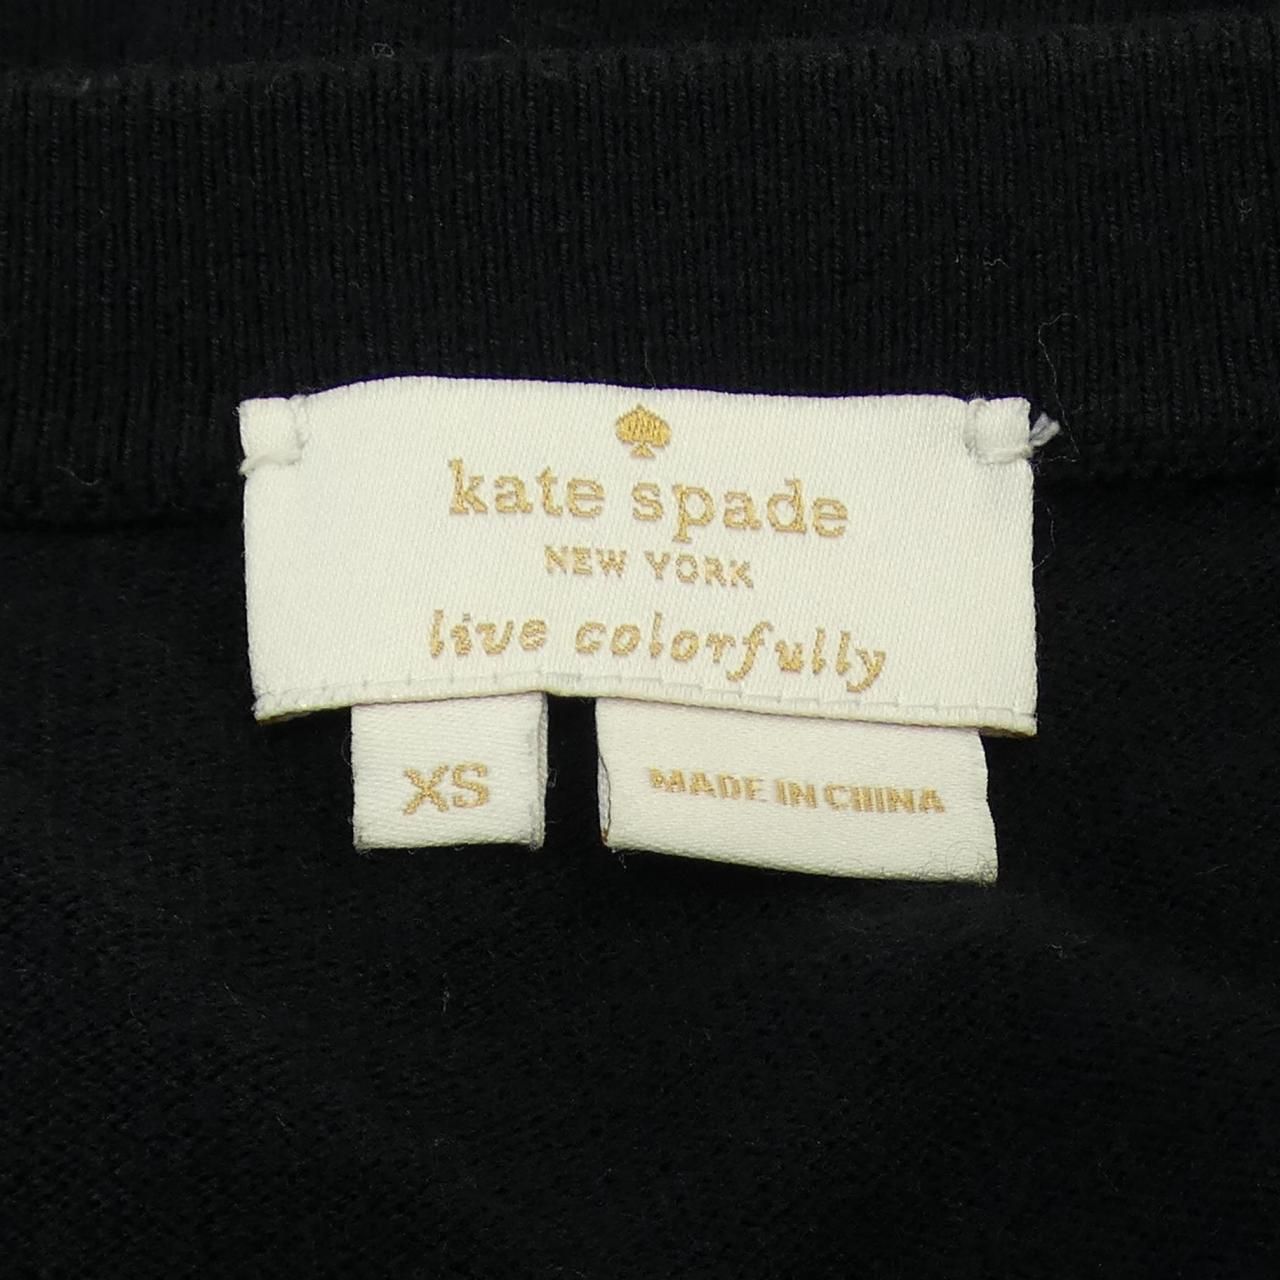 kate spade
NEW YORK
live colorfully
XS
MADE IN CHINA